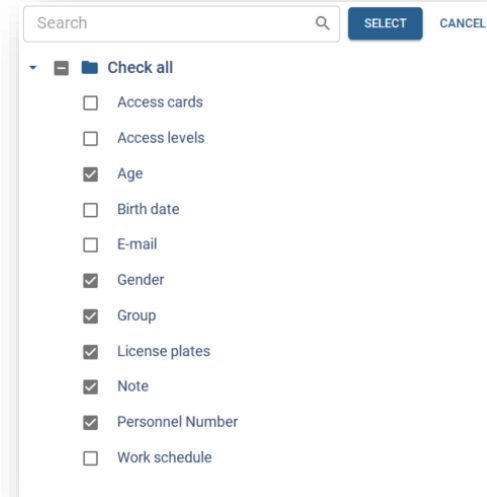 Search SELECT CANCEL
Check all
Access cards
Access levels
Age
Birth date
E-mail
Gender
Group
License plates
Note
Personnel Number
Work schedule